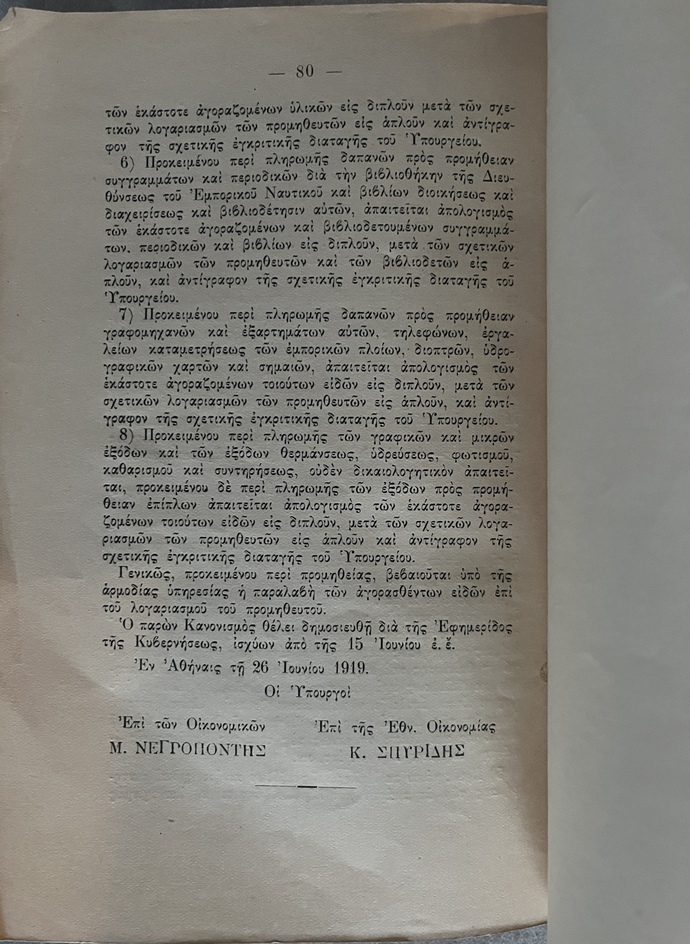 — 80 —
τῶν ἑκάστοτε ἀγοραζομένων ὑλικῶν εἰς διπλοῦν μετὰ τῶν σχε-
τικῶν λογαριασμῶν τῶν προμηθευτῶν εἰς ἁπλοῦν καὶ ἀντίγρα-
φον τῆς σχετικῆς ἐγκριτικῆς διαταγῆς τοῦ Ὑπουργείου.
6) Προκειμένου περὶ πληρωμῆς δαπανῶν πρὸς προμήθειαν
συγγραμμάτων καὶ περιοδικῶν διὰ τὴν βιβλιοθήκην τῆς Διευ-
θύνσεως τοῦ Ἐμπορικοῦ Ναυτικοῦ καὶ βιβλίων διοικήσεως καὶ
διαχειρίσεως καὶ βιβλιοδέτησιν αὐτῶν, ἀπαιτεῖται ἀπολογισμὸς
τῶν ἑκάστοτε ἀγοραζομένων καὶ βιβλιοδετουμένων συγγραμμά-
των, περιοδικῶν καὶ βιβλίων εἰς διπλοῦν, μετὰ τῶν σχετικῶν
λογαριασμῶν τῶν προμηθευτῶν καὶ τῶν βιβλιοδετῶν εἰς ἁ-
πλοῦν, καὶ ἀντίγραφον τῆς σχετικῆς ἐγκριτικῆς διαταγῆς τοῦ
Ὑπουργείου.
7) Προκειμένου περὶ πληρωμῆς δαπανῶν πρὸς προμήθειαν
γραφομηχανῶν καὶ ἐξαρτημάτων αὐτῶν, τηλεφώνων, ἐργα-
λείων καταμετρήσεως τῶν ἐμπορικῶν πλοίων, διοπτρῶν, ὑδρο-
γραφικῶν χαρτῶν καὶ σημαιῶν, ἀπαιτεῖται ἀπολογισμὸς τῶν
ἑκάστοτε ἀγοραζομένων τοιούτων εἰδῶν εἰς διπλοῦν, μετὰ τῶν
σχετικῶν λογαριασμῶν τῶν προμηθευτῶν εἰς ἁπλοῦν, καὶ ἀντί-
γραφον τῆς σχετικῆς ἐγκριτικῆς διαταγῆς τοῦ Ὑπουργείου.
8) Προκειμένου περὶ πληρωμῆς τῶν γραφικῶν καὶ μικρῶν
ἐξόδων καὶ τῶν ἐξόδων θερμάνσεως, ὑδρεύσεως, φωτισμοῦ,
καθαρισμοῦ καὶ συντηρήσεως, οὐδὲν δικαιολογητικὸν ἀπαιτεῖ-
ται, προκειμένου δὲ περὶ πληρωμῆς τῶν ἐξόδων πρὸς προμή-
θειαν ἐπίπλων ἀπαιτεῖται ἀπολογισμὸς τῶν ἑκάστοτε ἀγορα-
ζομένων τοιούτων εἰδῶν εἰς διπλοῦν, μετὰ τῶν σχετικῶν λογα-
ριασμῶν τῶν προμηθευτῶν εἰς ἁπλοῦν καὶ ἀντίγραφον τῆς
σχετικῆς ἐγκριτικῆς διαταγῆς τοῦ Ὑπουργείου.
Γενικῶς, προκειμένου περὶ προμηθείας, βεβαιοῦται ὑπὸ τῆς
ἁρμοδίας ὑπηρεσίας ἡ παραλαβὴ τῶν ἀγορασθέντων εἰδῶν ἐπὶ
τοῦ λογαριασμοῦ τοῦ προμηθευτοῦ.
Ὁ παρὼν Κανονισμὸς θέλει δημοσιευθῆ διὰ τῆς Ἐφημερίδος
τῆς Κυβερνήσεως, ἰσχύων ἀπὸ τῆς 15 Ἰουνίου ἐ. ἔ.
Ἐν Ἀθήναις τῇ 26 Ἰουνίου 1919.
Οἱ Ὑπουργοὶ
Ἐπὶ τῶν Οἰκονομικῶν Ἐπὶ τῆς Ἐθν. Οἰκονομίας
Μ. ΝΕΓΡΟΠΟΝΤΗΣ Κ. ΣΠΥΡΙΔΗΣ